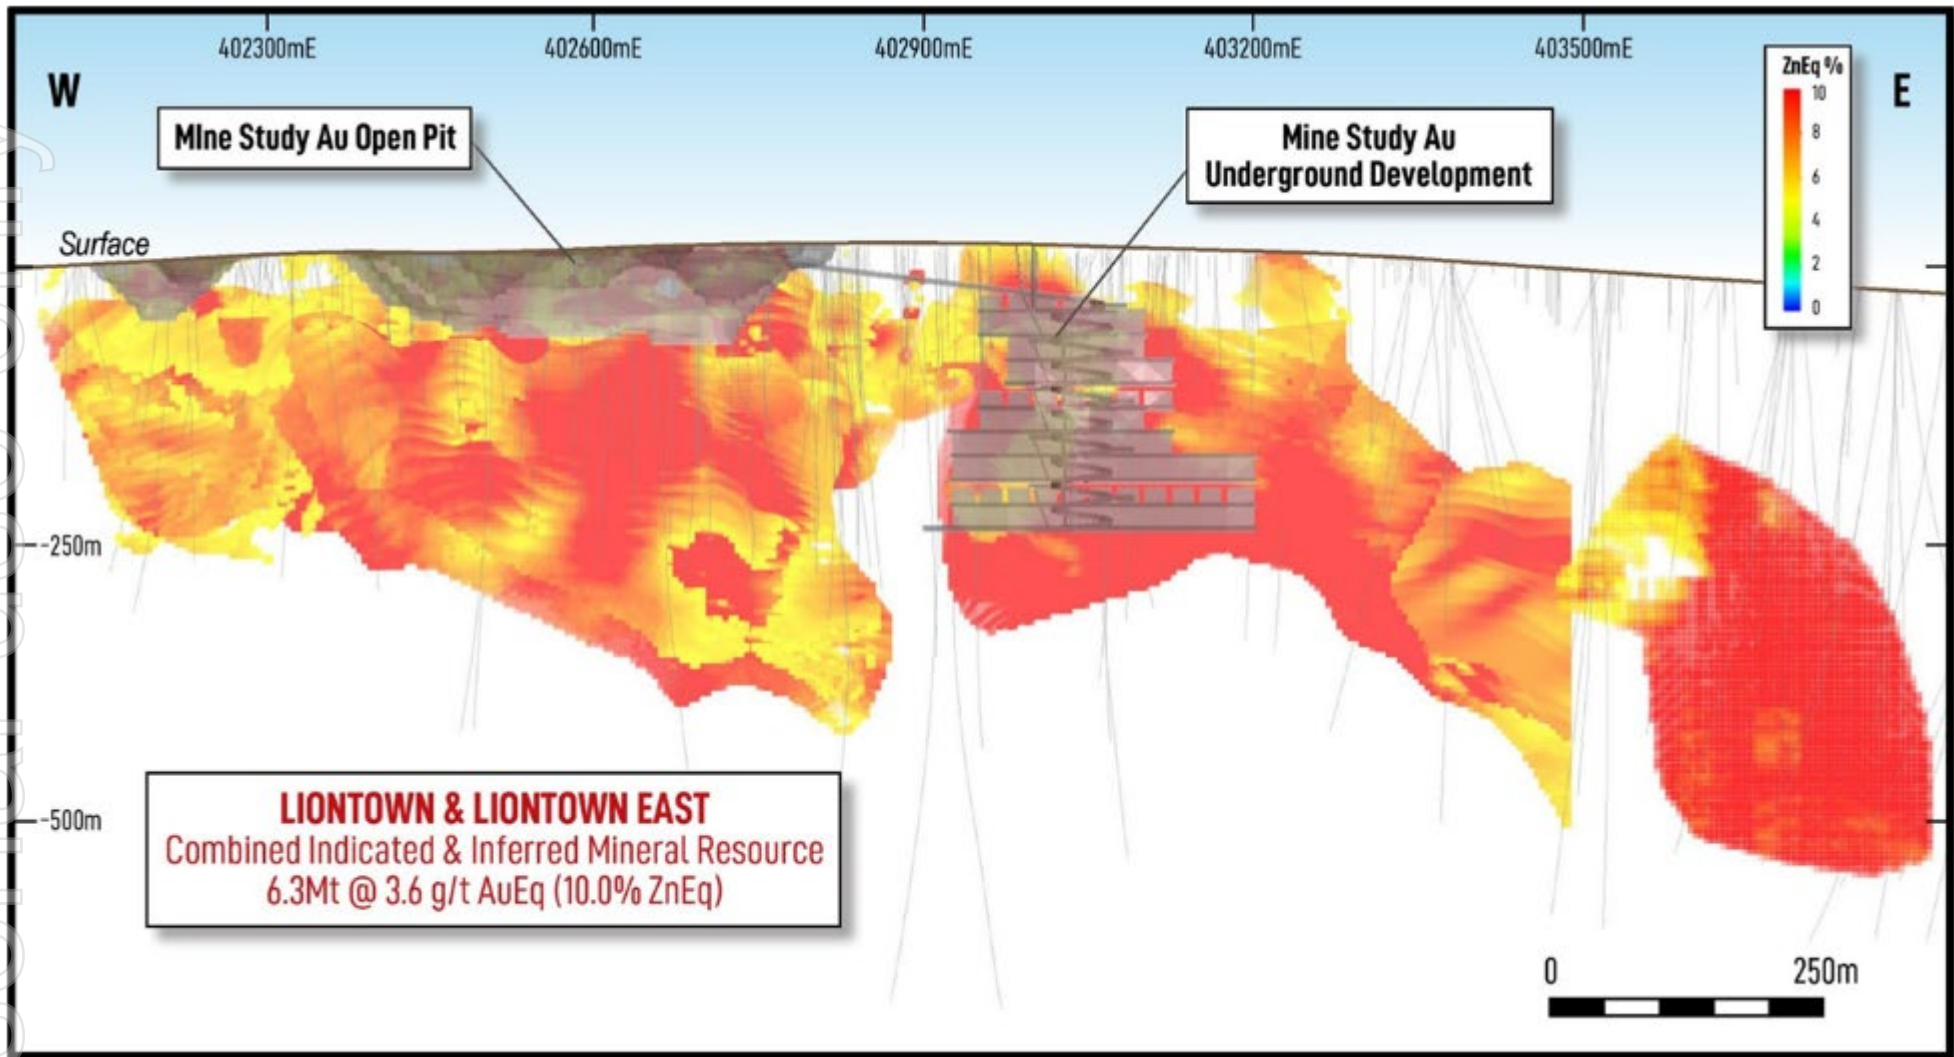 402300mE
402600mE
402900mE
403200mE
403500mE
W
E
ZnEq %
10
8
6
4
2
0
MIne Study Au Open Pit
Mine Study Au
Underground Development
Surface
-250m
-500m
LIONTOWN & LIONTOWN EAST
Combined Indicated & Inferred Mineral Resource
6.3Mt @ 3.6 g/t AuEq (10.0% ZnEq)
0
250m